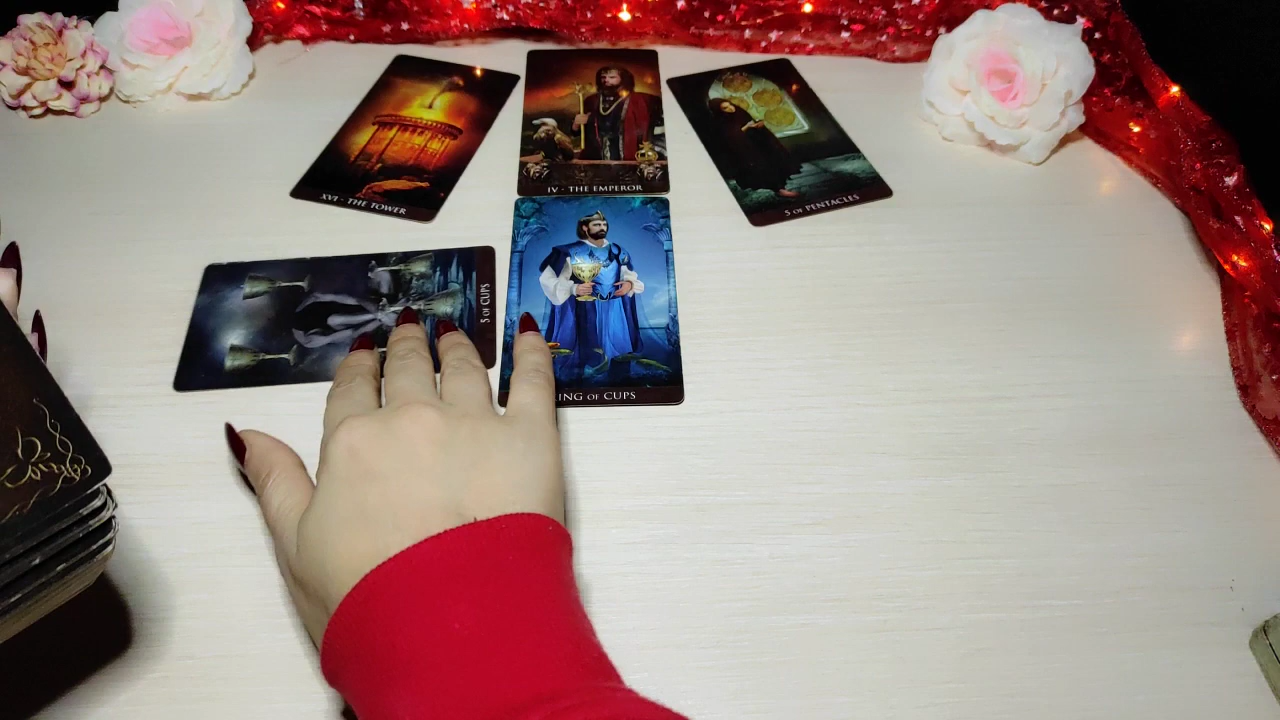 XVI - THE TOWER
IV - THE EMPEROR
5 OF PENTACLES
5 OF CUPS
ING OF CUPS